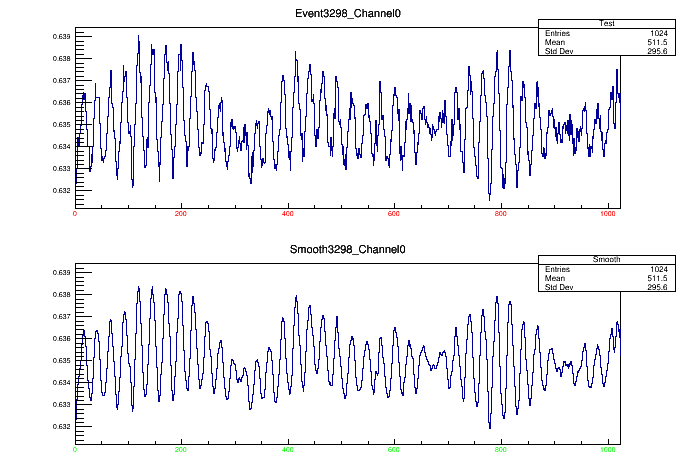 Event3298_Channel0
Test
Entries 1024
Mean 511.5
Std Dev 295.6
0.639
0.638
0.637
0.636
0.635
0.634
0.633
0.632
0 200 400 600 800 1000
Smooth3298_Channel0
Smooth
Entries 1024
Mean 511.5
Std Dev 295.6
0.639
0.638
0.637
0.636
0.635
0.634
0.633
0.632
0 200 400 600 800 1000